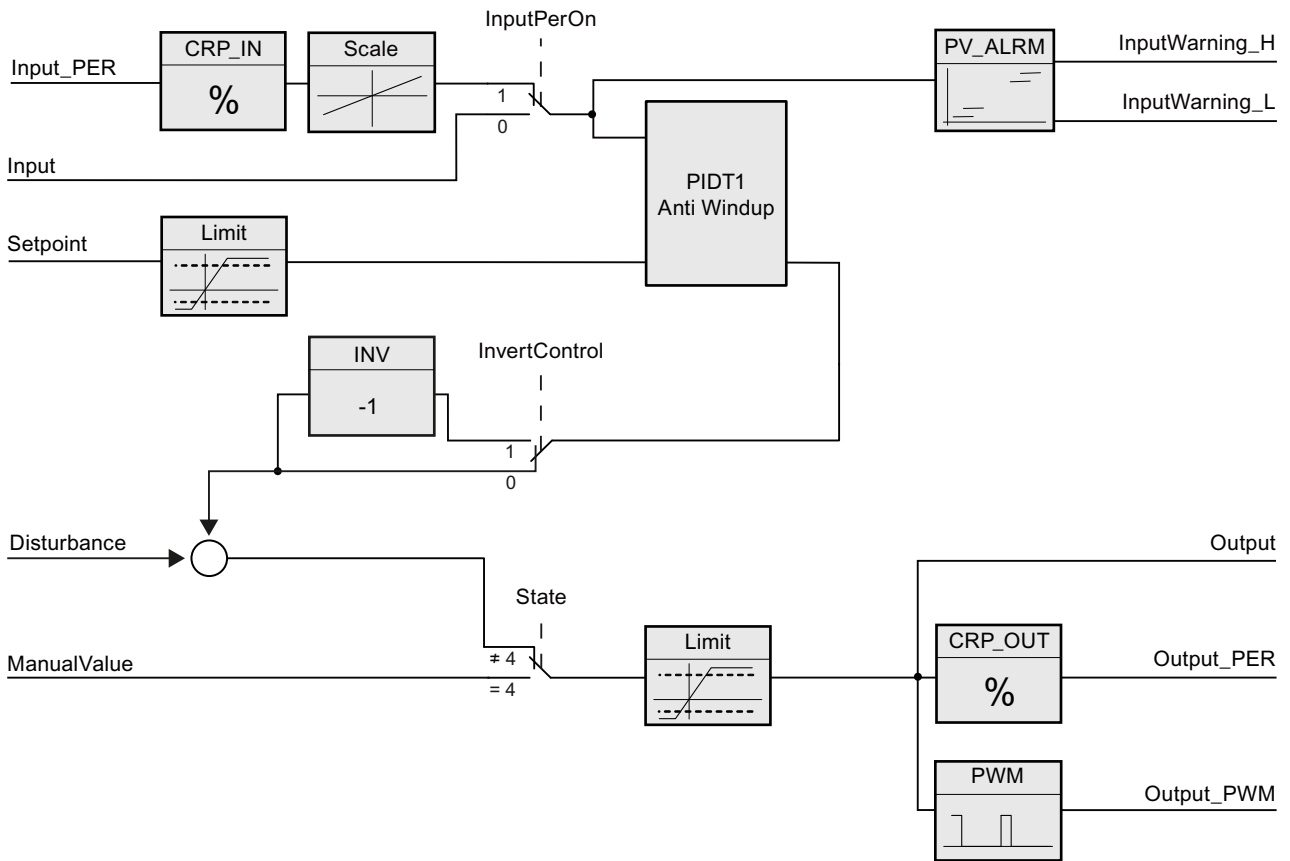 InputPerOn
CRP_IN
Scale
PV_ALRM
InputWarning_H
Input_PER
%
1
0
InputWarning_L
Input
PIDT1
Anti Windup
Setpoint
Limit
INV
InvertControl
-1
1
0
Disturbance
Output
State
Limit
CRP_OUT
ManualValue
≠ 4
= 4
Output_PER
%
PWM
Output_PWM